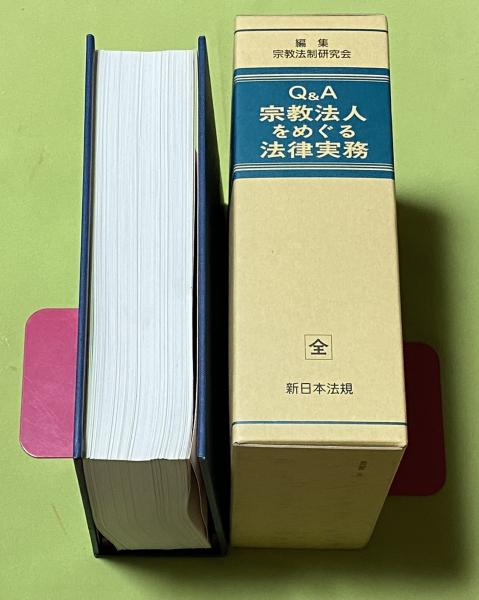 編集
宗教法制研究会
Q&A
宗教法人
をめぐる
法律実務
全
新日本法規